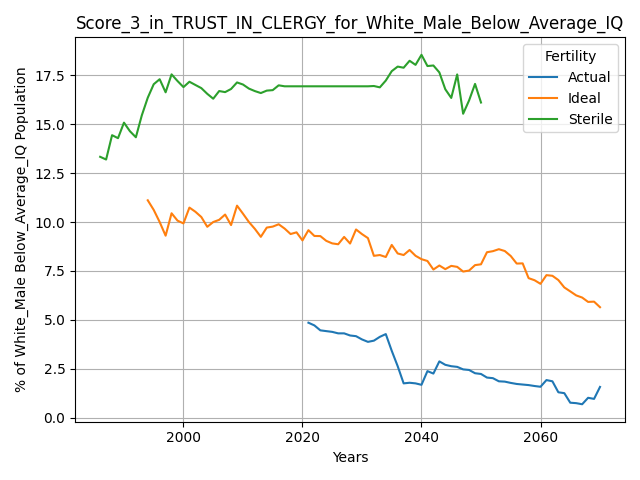 Score_3_in_TRUST_IN_CLERGY_for_White_Male_Below_Average_IQ
% of White_Male Below_Average_IQ Population
17.5
15.0
12.5
10.0
7.5
5.0
2.5
0.0
Fertility
Actual
Ideal
Sterile
2000
2020
2040
2060
Years